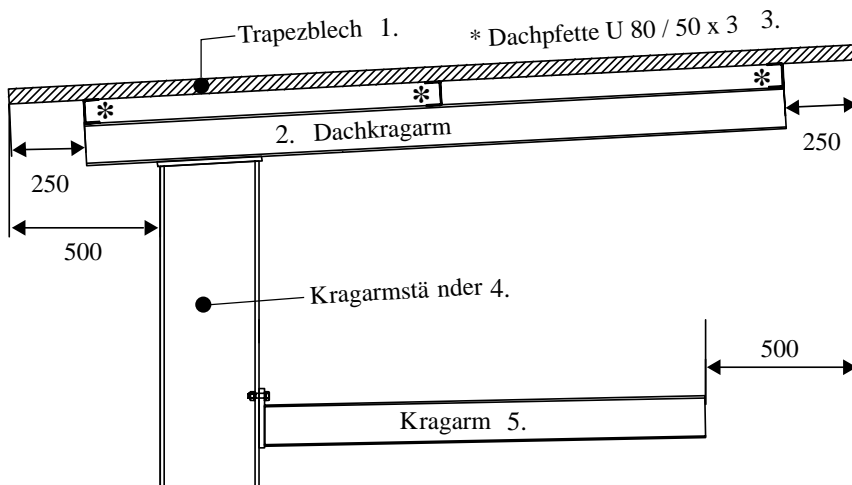 Trapezblech 1.
* Dachpfette U 80 / 50 x 3 3.
* * *
2. Dachkragarm
250
250
500
Kragarmstä nder 4.
500
Kragarm 5.